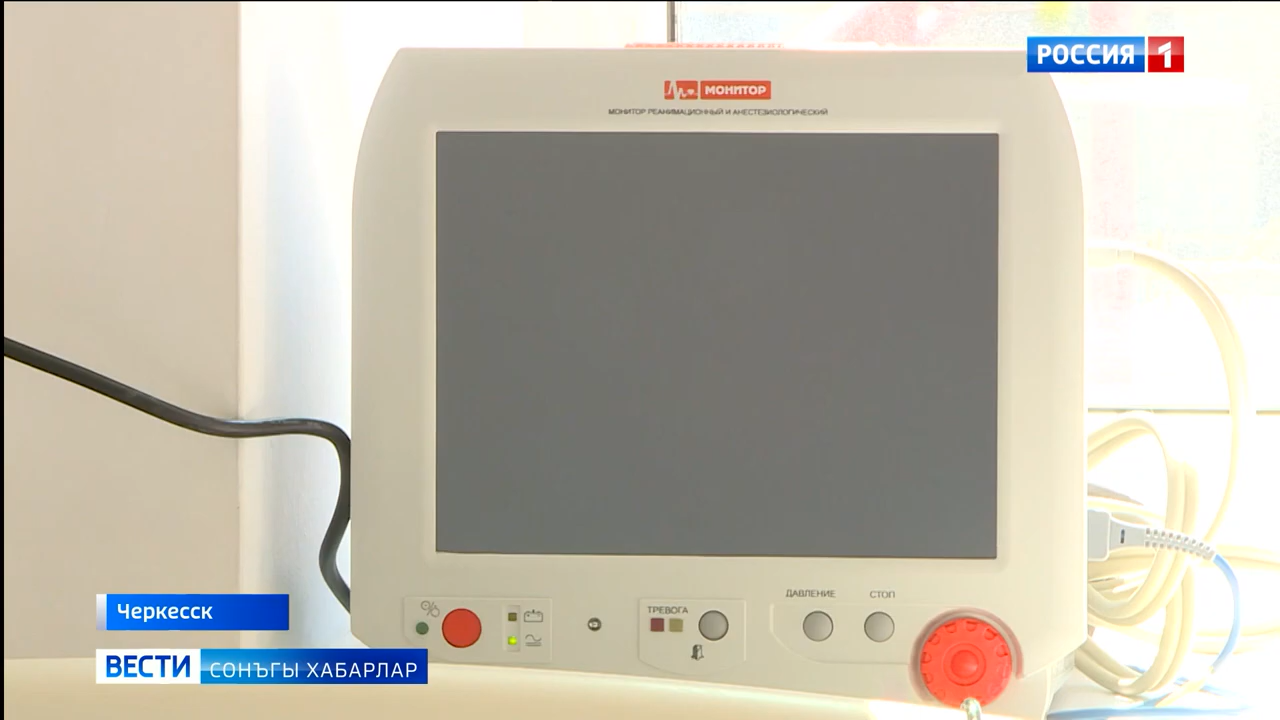 РОССИЯ 1
МОНИТОР
МОНИТОР РЕАНИМАЦИОННЫЙ И АНЕСТЕЗИОЛОГИЧЕСКИЙ
ДАВЛЕНИЕ СТОП
ТРЕВОГА
Черкесск
ВЕСТИ СОНЪГЫ ХАБАРЛАР